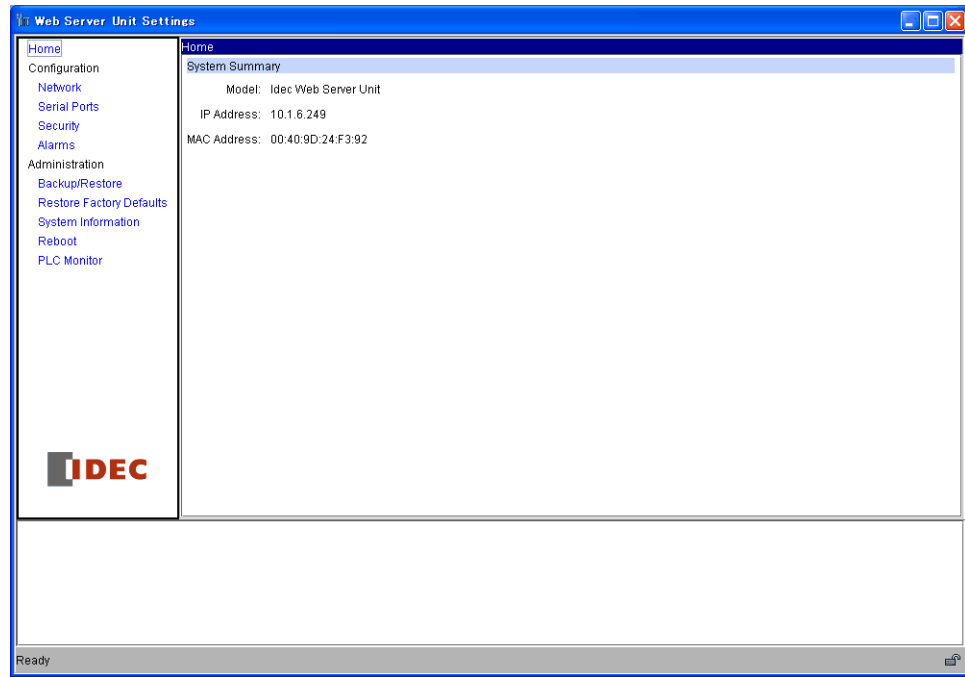 Web Server Unit Settings
Home
Configuration
Network
Serial Ports
Security
Alarms
Administration
Backup/Restore
Restore Factory Defaults
System Information
Reboot
PLC Monitor
IDEC
Home
System Summary
Model: Idec Web Server Unit
IP Address: 10.1.6.249
MAC Address: 00:40:9D:24:F3:92
Ready